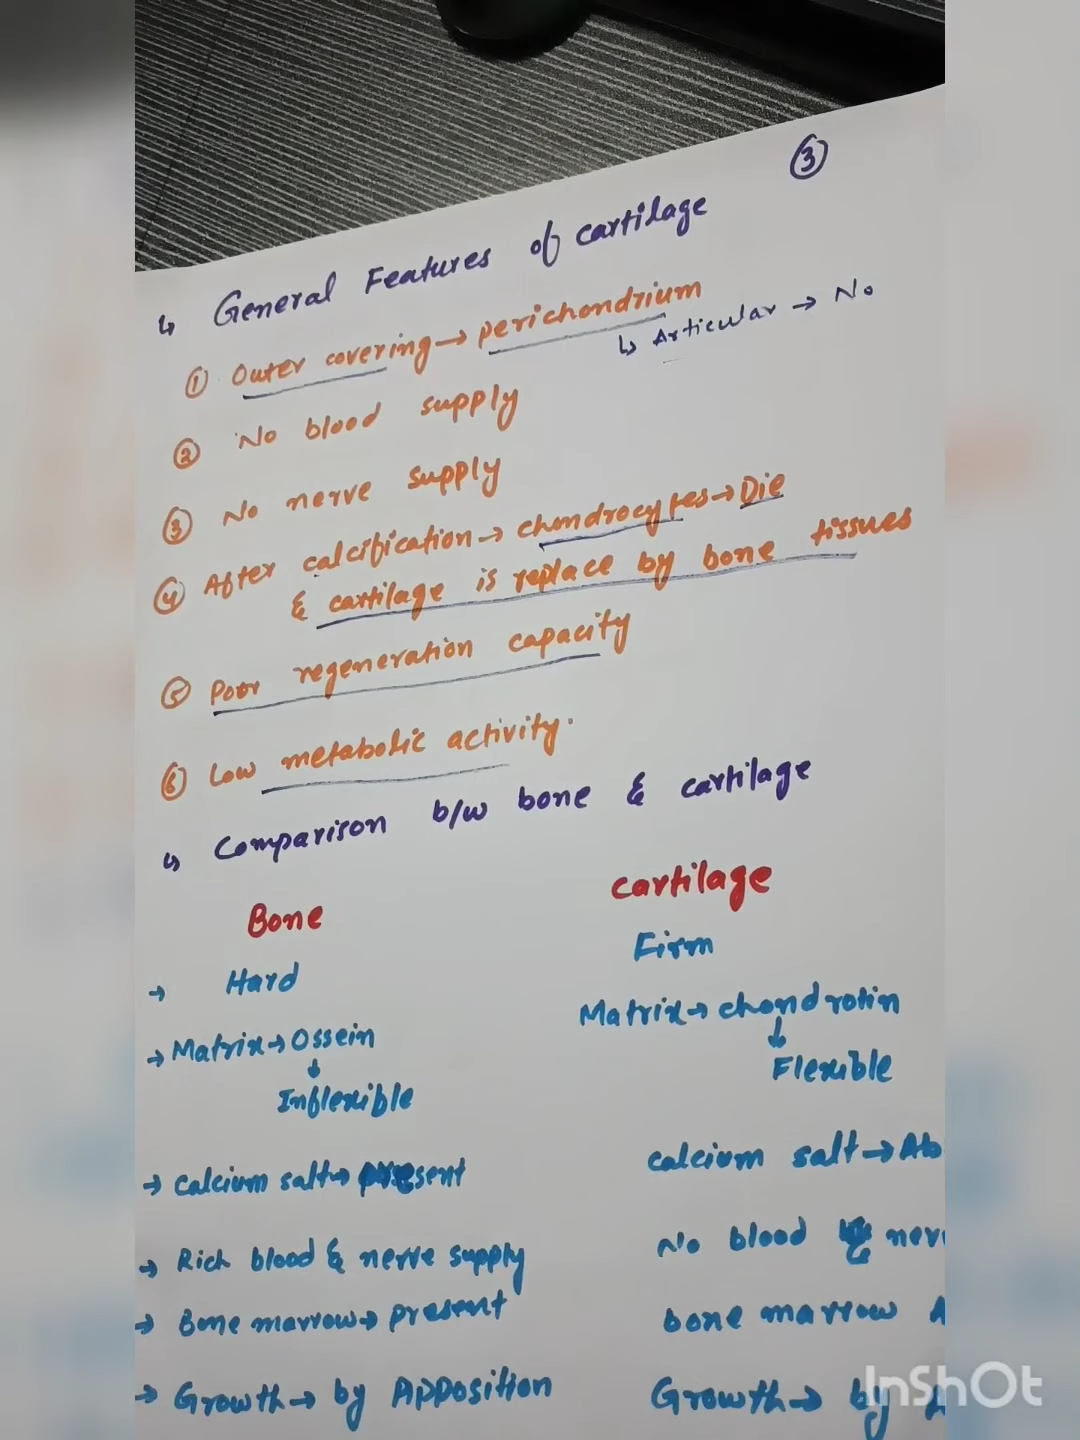 ③
↳ General Features of cartilage
① Outer covering → perichondrium
↳ Articular → No
② No blood supply
③ No nerve supply
④ After calcification → chondrocytes → Die
& cartilage is replace by bone tissues
⑤ Poor regeneration capacity
⑥ Low metabolic activity.
↳ Comparison b/w bone & cartilage
Bone cartilage
→ Hard Firm
→ Matrix → Ossein Matrix → chondrotin
↓ ↓
Inflexible Flexible
→ calcium salt → present calcium salt → Ab
→ Rich blood & nerve supply No blood & nerv
→ Bone marrow → present bone marrow A
→ Growth → by Apposition Growth → by
InShOt